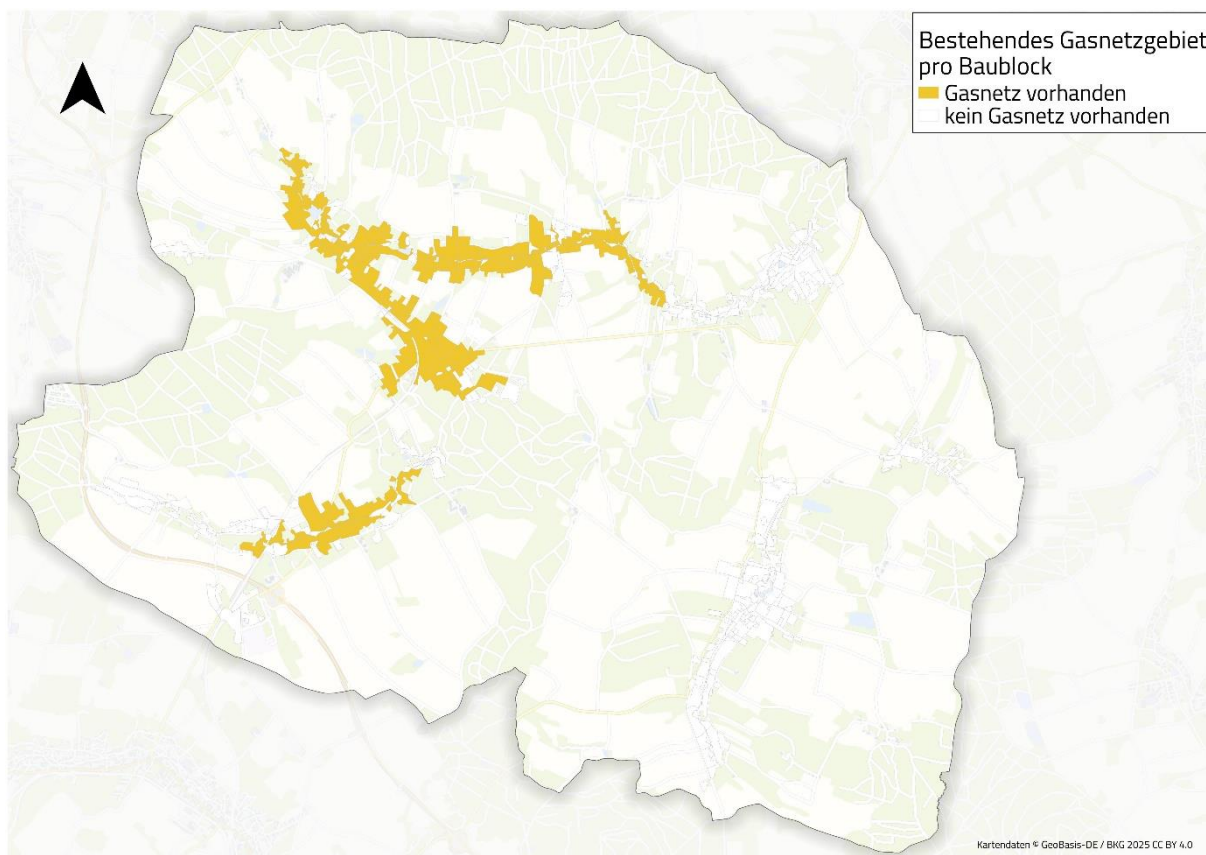 Bestehendes Gasnetzgebiet
pro Baublock
Gasnetz vorhanden
kein Gasnetz vorhanden
Kartendaten © GeoBasis-DE / BKG 2025 CC BY 4.0